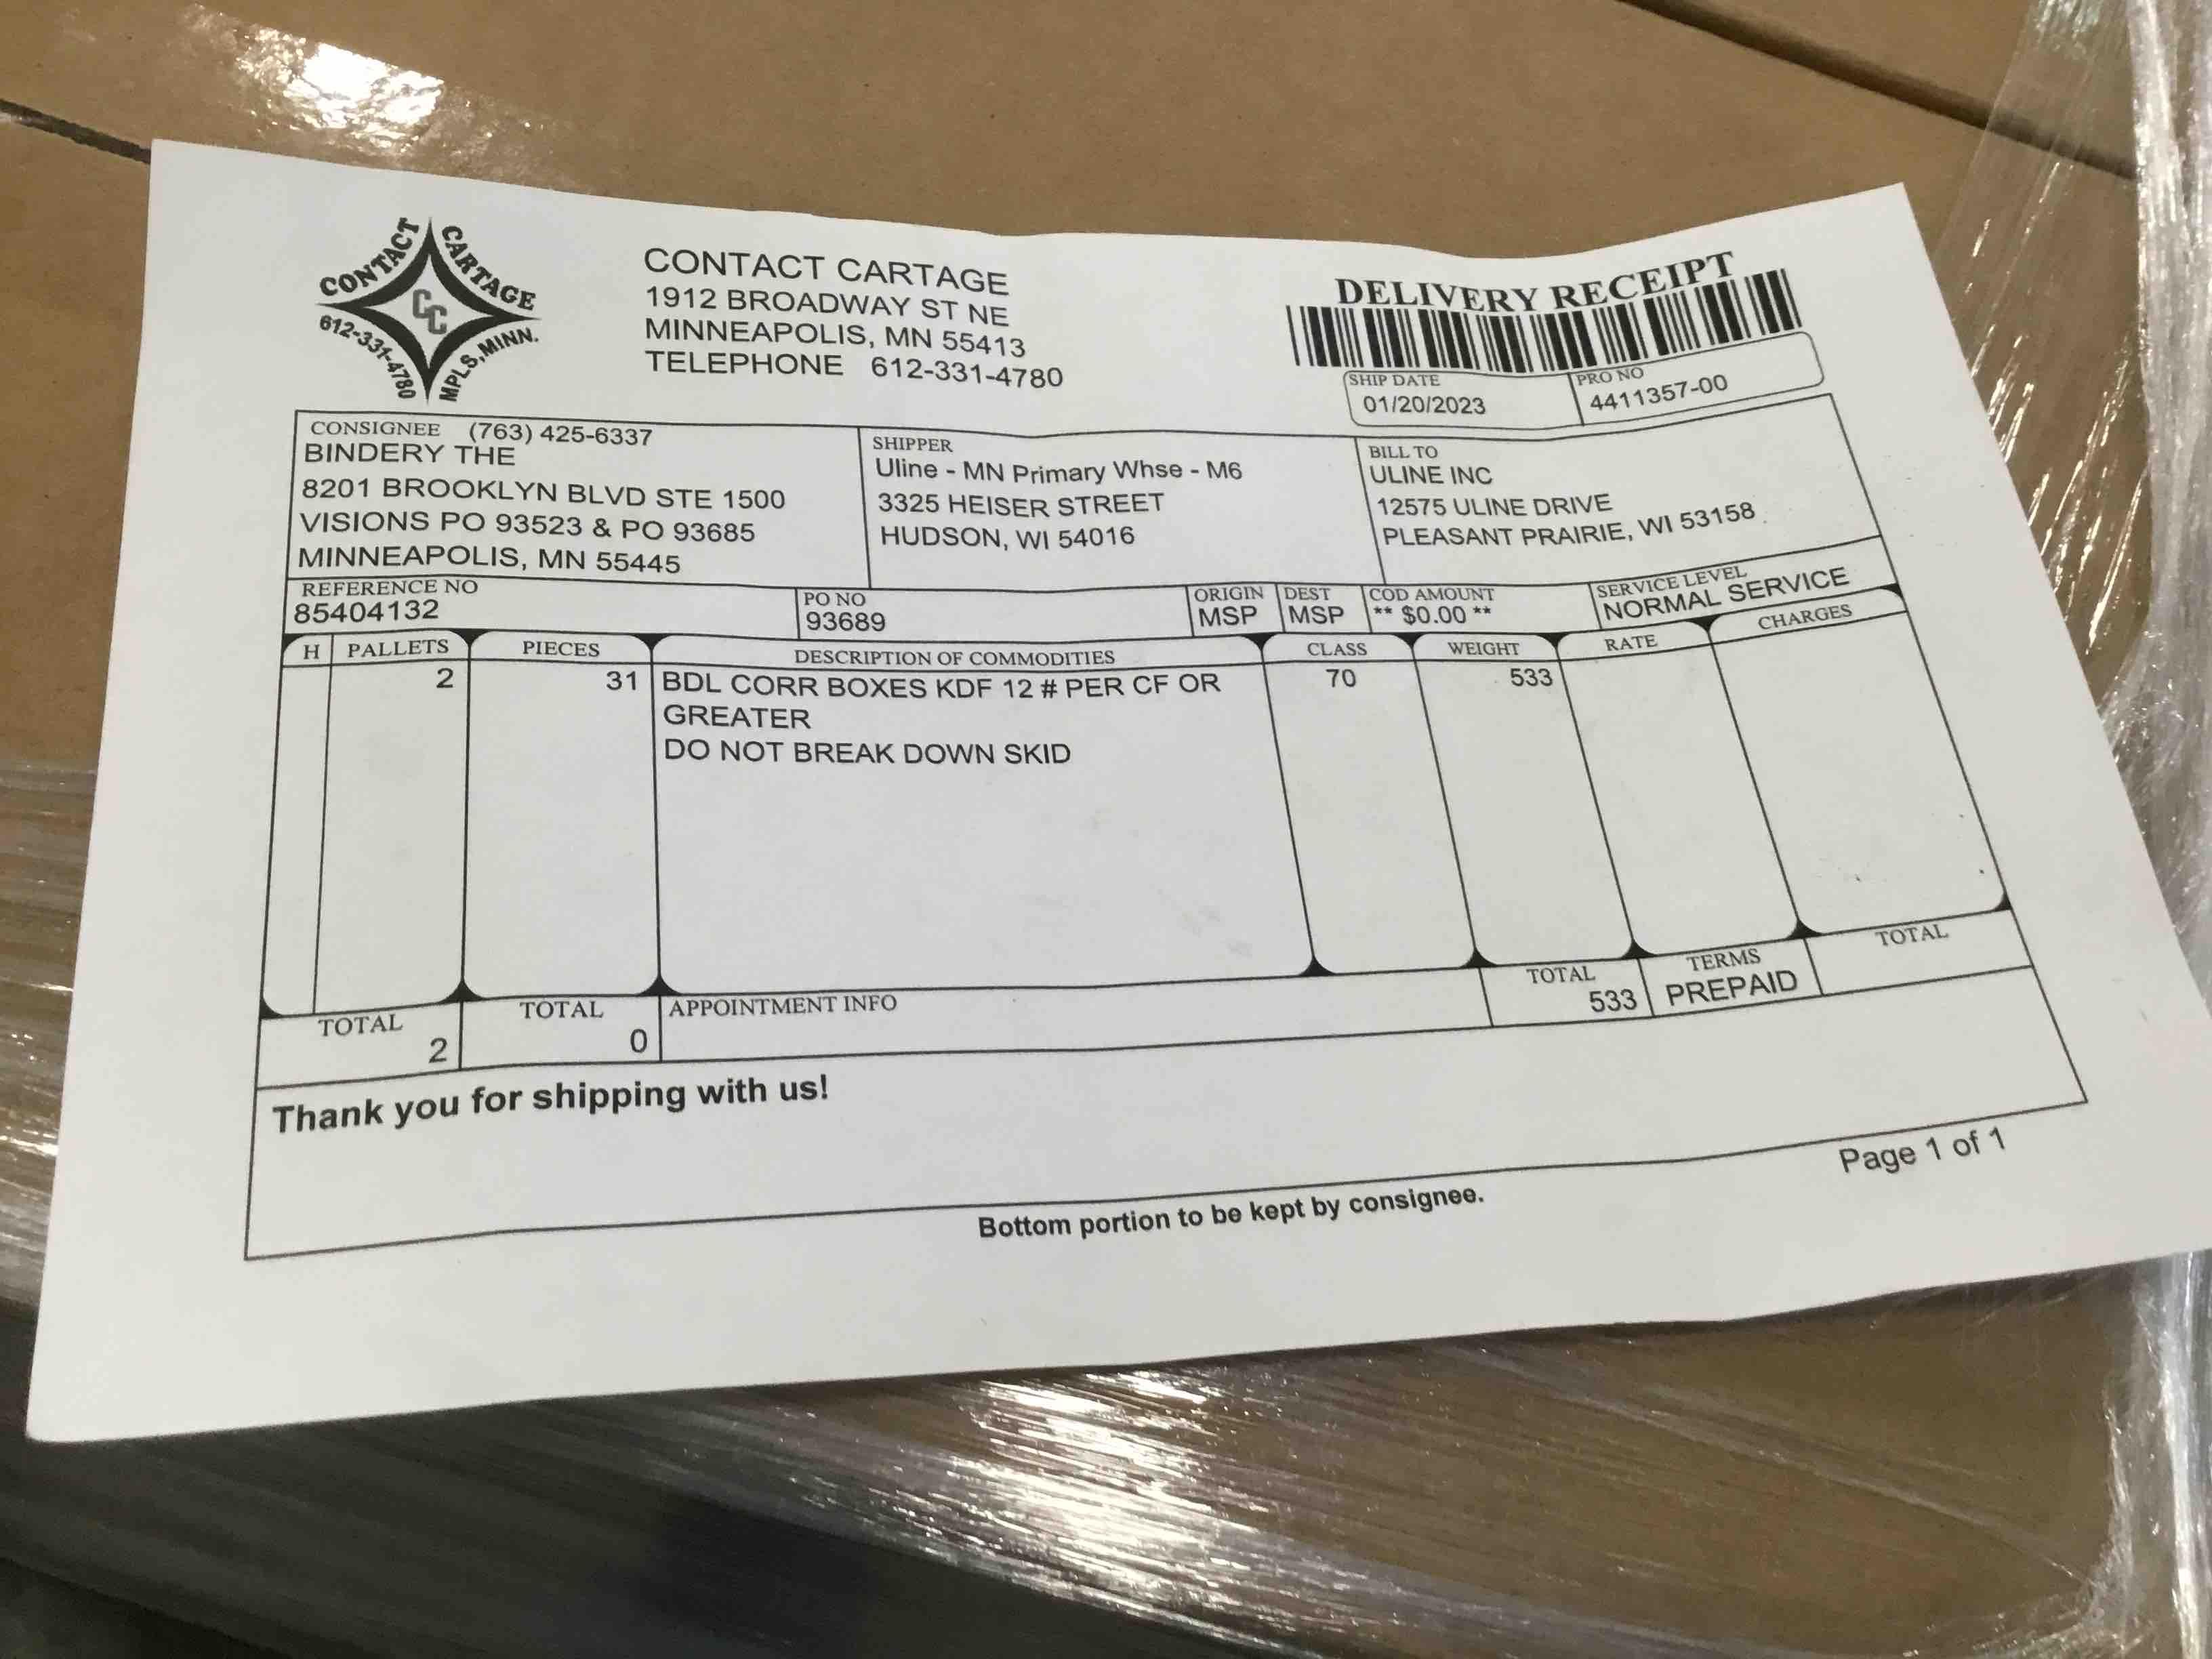 CONTACT CARTAGE
CC
612-331-4780 MPLS, MINN.
CONTACT CARTAGE
1912 BROADWAY ST NE
MINNEAPOLIS, MN 55413
TELEPHONE 612-331-4780
DELIVERY RECEIPT
SHIP DATE PRO NO
01/20/2023 4411357-00
CONSIGNEE (763) 425-6337
BINDERY THE
8201 BROOKLYN BLVD STE 1500
VISIONS PO 93523 & PO 93685
MINNEAPOLIS, MN 55445
SHIPPER
Uline - MN Primary Whse - M6
3325 HEISER STREET
HUDSON, WI 54016
BILL TO
ULINE INC
12575 ULINE DRIVE
PLEASANT PRAIRIE, WI 53158
REFERENCE NO PO NO ORIGIN DEST COD AMOUNT SERVICE LEVEL
85404132 93689 MSP MSP ** $0.00 ** NORMAL SERVICE
H PALLETS PIECES DESCRIPTION OF COMMODITIES CLASS WEIGHT RATE CHARGES
2 31 BDL CORR BOXES KDF 12 # PER CF OR 70 533
GREATER
DO NOT BREAK DOWN SKID
TOTAL TOTAL APPOINTMENT INFO TOTAL TERMS TOTAL
2 0 533 PREPAID
Thank you for shipping with us!
Page 1 of 1
Bottom portion to be kept by consignee.